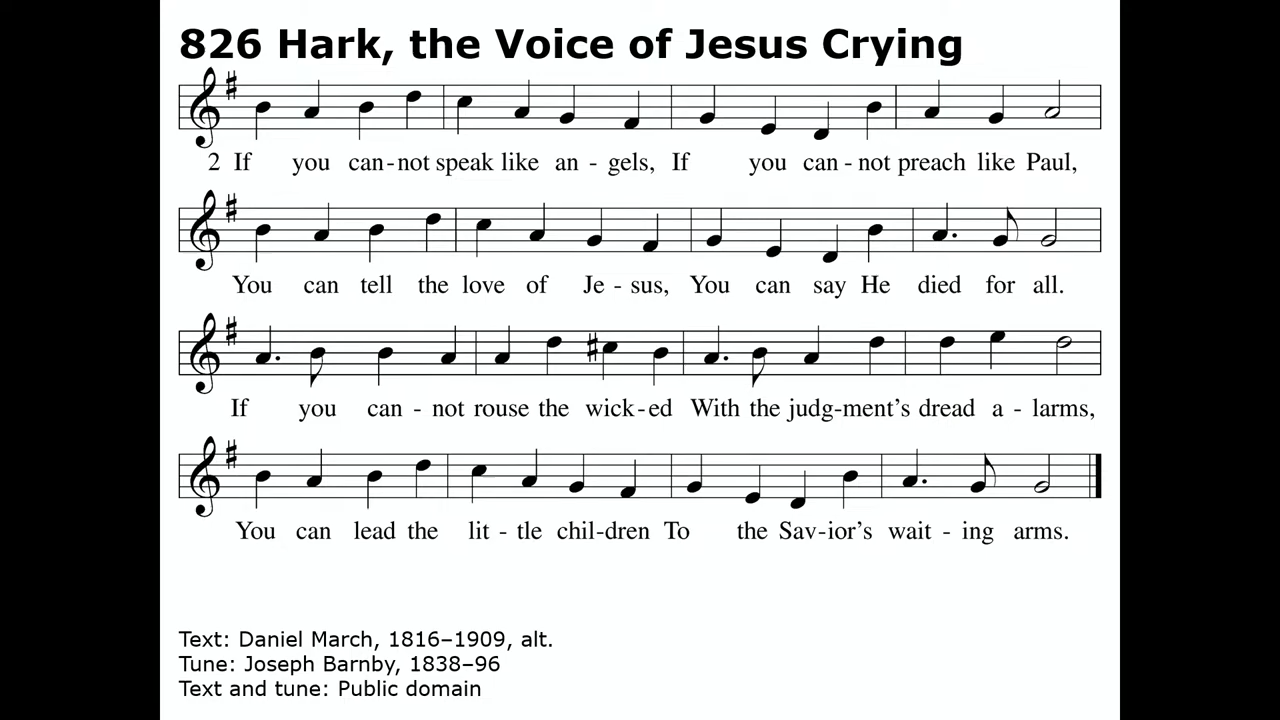 826 Hark, the Voice of Jesus Crying
2 If you can - not speak like an - gels, If you can - not preach like Paul,
You can tell the love of Je - sus, You can say He died for all.
If you can - not rouse the wick - ed With the judg - ment's dread a - larms,
You can lead the lit - tle chil - dren To the Sav - ior's wait - ing arms.
Text: Daniel March, 1816–1909, alt.
Tune: Joseph Barnby, 1838–96
Text and tune: Public domain